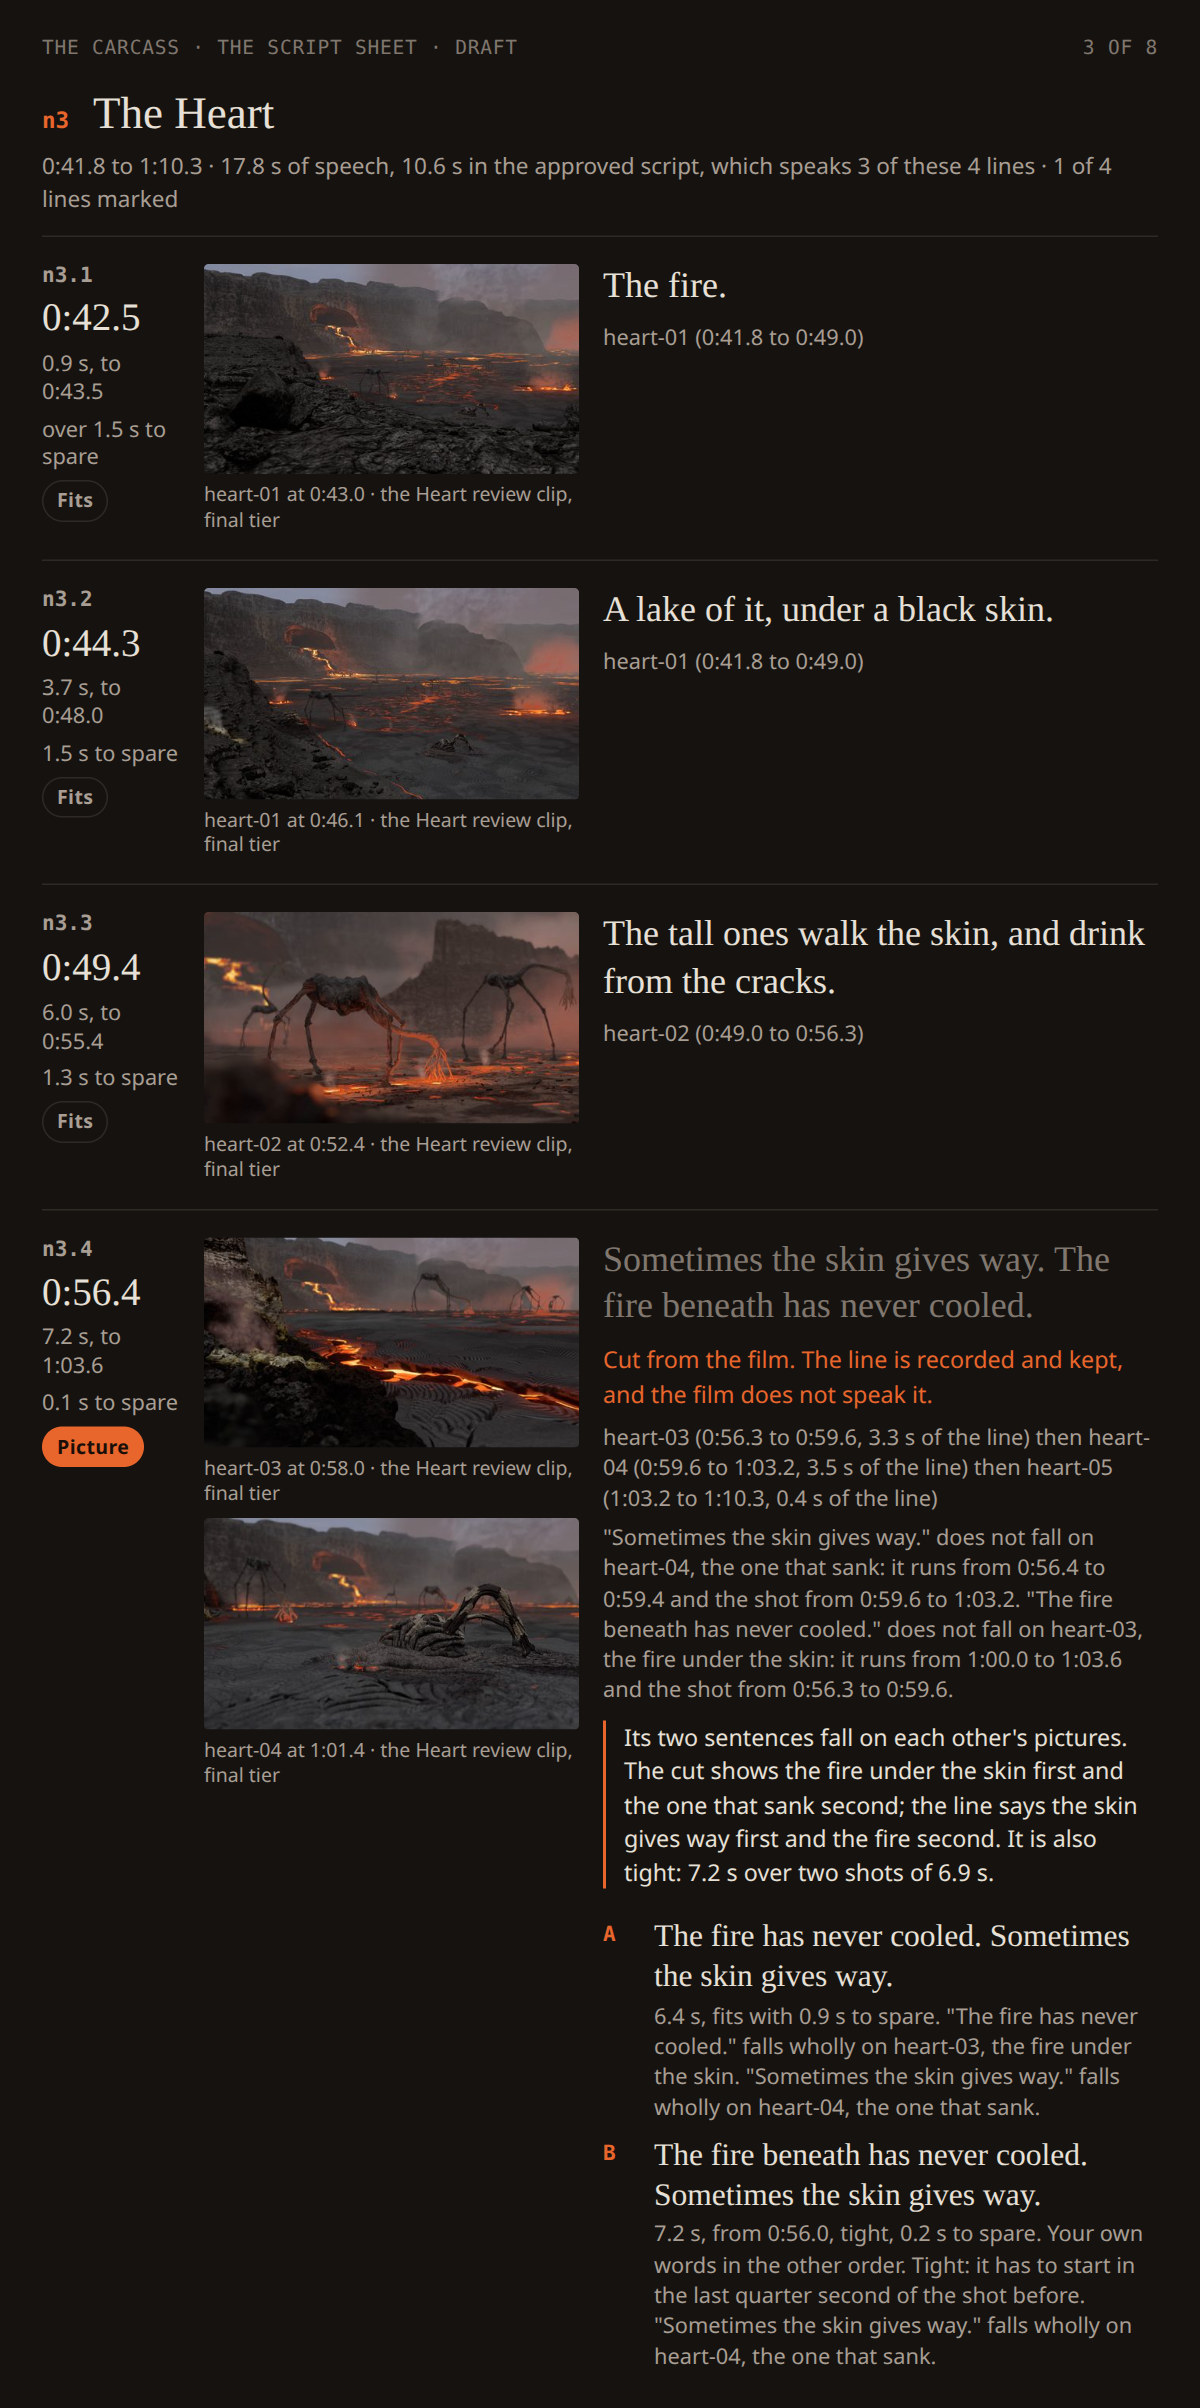 THE CARCASS · THE SCRIPT SHEET · DRAFT
3 OF 8
n3 The Heart
0:41.8 to 1:10.3 · 17.8 s of speech, 10.6 s in the approved script, which speaks 3 of these 4 lines · 1 of 4
lines marked
n3.1
0:42.5
0.9 s, to
0:43.5
over 1.5 s to
spare
Fits
heart-01 at 0:43.0 · the Heart review clip,
final tier
The fire.
heart-01 (0:41.8 to 0:49.0)
n3.2
0:44.3
3.7 s, to
0:48.0
1.5 s to spare
Fits
heart-01 at 0:46.1 · the Heart review clip,
final tier
A lake of it, under a black skin.
heart-01 (0:41.8 to 0:49.0)
n3.3
0:49.4
6.0 s, to
0:55.4
1.3 s to spare
Fits
heart-02 at 0:52.4 · the Heart review clip,
final tier
The tall ones walk the skin, and drink
from the cracks.
heart-02 (0:49.0 to 0:56.3)
n3.4
0:56.4
7.2 s, to
1:03.6
0.1 s to spare
Picture
heart-03 at 0:58.0 · the Heart review clip,
final tier
heart-04 at 1:01.4 · the Heart review clip,
final tier
Sometimes the skin gives way. The
fire beneath has never cooled.
Cut from the film. The line is recorded and kept,
and the film does not speak it.
heart-03 (0:56.3 to 0:59.6, 3.3 s of the line) then heart-
04 (0:59.6 to 1:03.2, 3.5 s of the line) then heart-05
(1:03.2 to 1:10.3, 0.4 s of the line)
"Sometimes the skin gives way." does not fall on
heart-04, the one that sank: it runs from 0:56.4 to
0:59.4 and the shot from 0:59.6 to 1:03.2. "The fire
beneath has never cooled." does not fall on heart-03,
the fire under the skin: it runs from 1:00.0 to 1:03.6
and the shot from 0:56.3 to 0:59.6.
Its two sentences fall on each other's pictures.
The cut shows the fire under the skin first and
the one that sank second; the line says the skin
gives way first and the fire second. It is also
tight: 7.2 s over two shots of 6.9 s.
A
The fire has never cooled. Sometimes
the skin gives way.
6.4 s, fits with 0.9 s to spare. "The fire has never
cooled." falls wholly on heart-03, the fire under
the skin. "Sometimes the skin gives way." falls
wholly on heart-04, the one that sank.
B
The fire beneath has never cooled.
Sometimes the skin gives way.
7.2 s, from 0:56.0, tight, 0.2 s to spare. Your own
words in the other order. Tight: it has to start in
the last quarter second of the shot before.
"Sometimes the skin gives way." falls wholly on
heart-04, the one that sank.